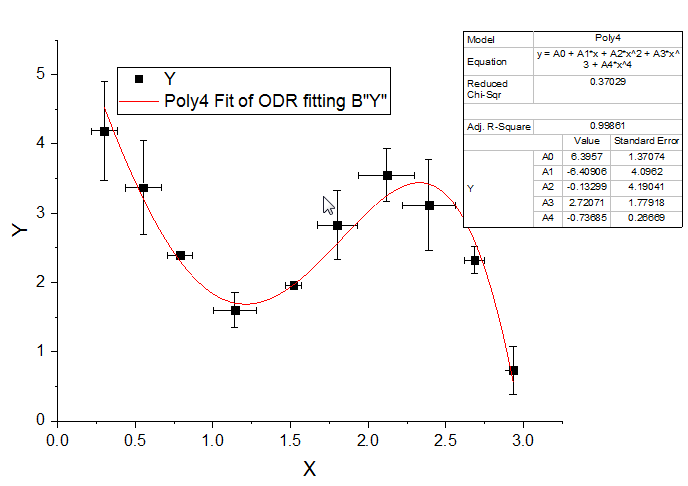 Model Poly4
Equation y = A0 + A1*x + A2*x^2 + A3*x^
3 + A4*x^4
Reduced
Chi-Sqr 0.37029
Adj. R-Square 0.99861
Value Standard Error
Y
A0 6.3957 1.37074
A1 -6.40906 4.0962
A2 -0.13299 4.19041
A3 2.72071 1.77918
A4 -0.73685 0.26669
Y
Poly4 Fit of ODR fitting B"Y"
5
4
3
2
1
0
Y
0.0 0.5 1.0 1.5 2.0 2.5 3.0
X